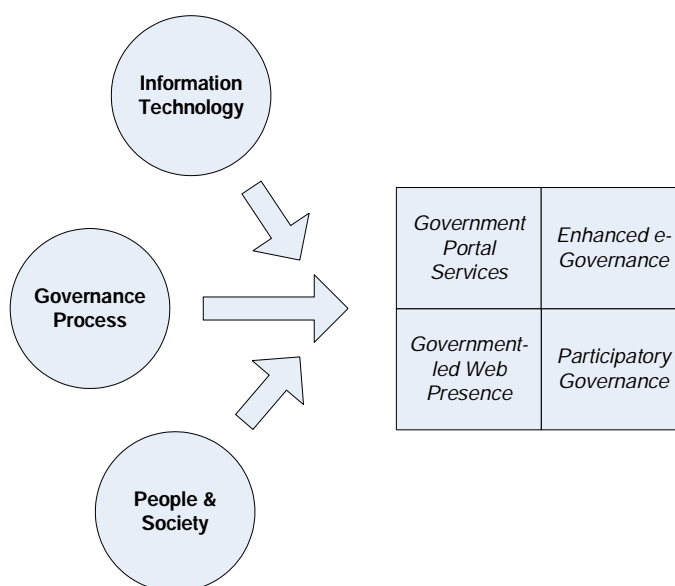 Information
Technology
Governance
Process
People &
Society
Government
Portal
Services
Enhanced e-
Governance
Government-
led Web
Presence
Participatory
Governance